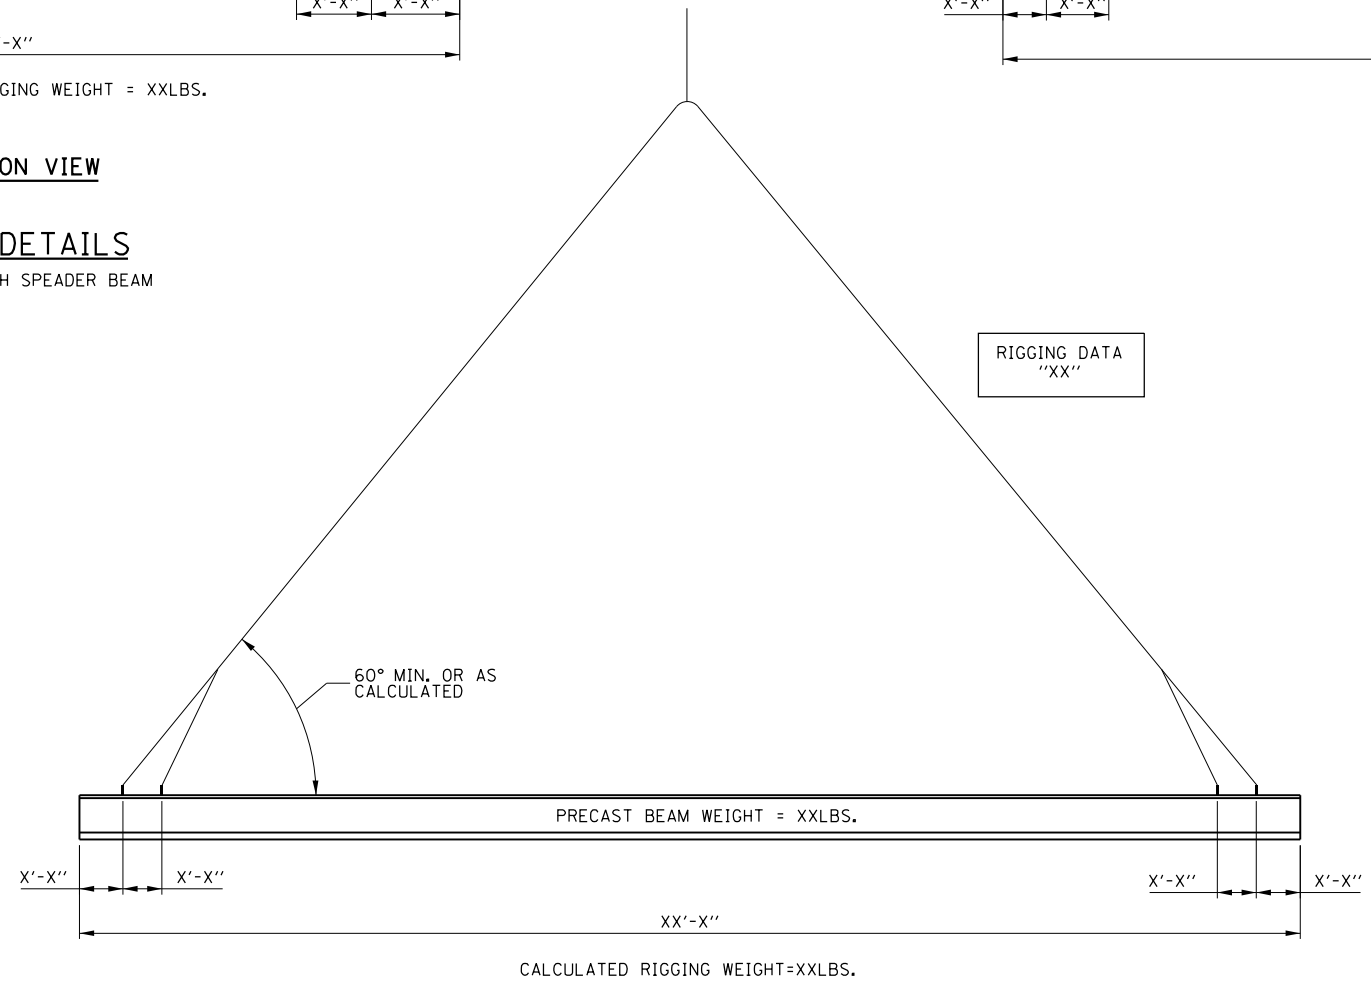 X'-X"
X'-X"
X'-X"
X'-X"
-X"
GING WEIGHT = XXLBS.
ON VIEW
DETAILS
H SPEADER BEAM
RIGGING DATA
"XX"
60° MIN. OR AS
CALCULATED
PRECAST BEAM WEIGHT = XXLBS.
X'-X"
X'-X"
X'-X"
X'-X"
XX'-X"
CALCULATED RIGGING WEIGHT=XXLBS.